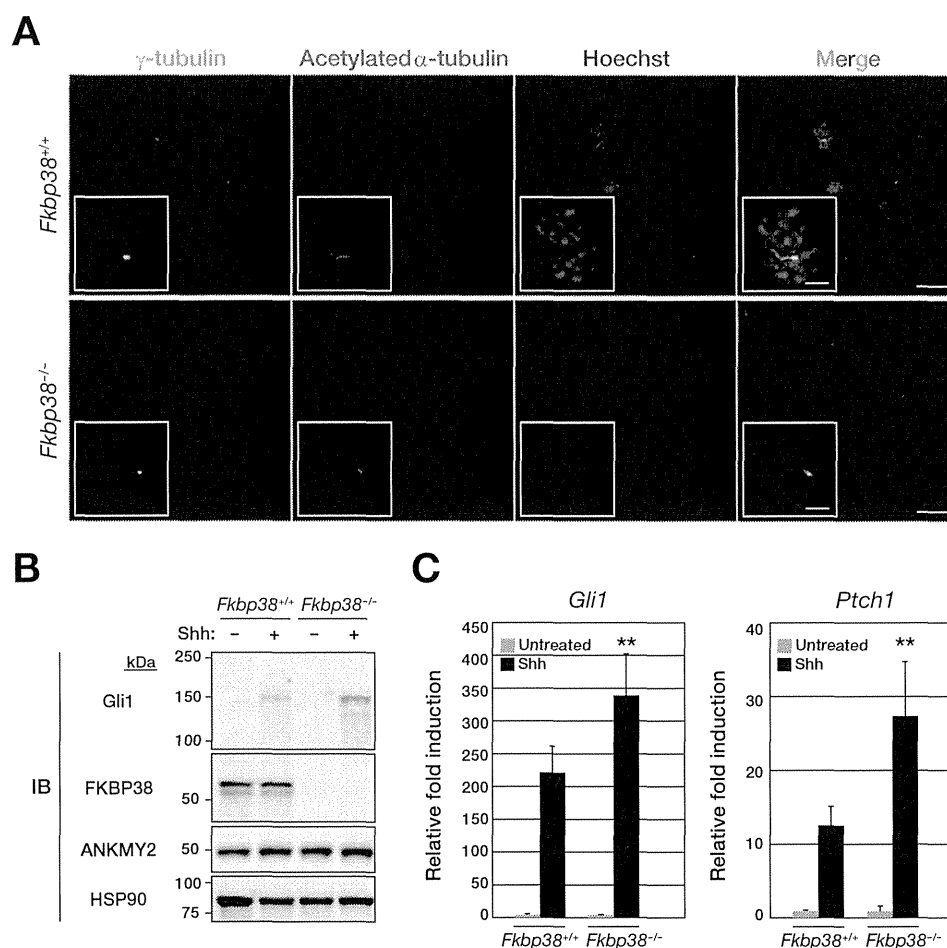 A
γ-tubulin Acetylated α-tubulin Hoechst Merge
Fkbp38+/+
Fkbp38-/-
B
Fkbp38+/+ Fkbp38-/-
Shh: – + – +
kDa
250
Gli1 150
100
IB
FKBP38
50
ANKMY2 50
100
HSP90
75
C
Gli1
Relative fold induction
450
400
350
300
250
200
150
100
50
0
Untreated
Shh
**
Fkbp38+/+ Fkbp38-/-
Ptch1
Relative fold induction
40
30
20
10
0
Untreated
Shh
**
Fkbp38+/+ Fkbp38-/-